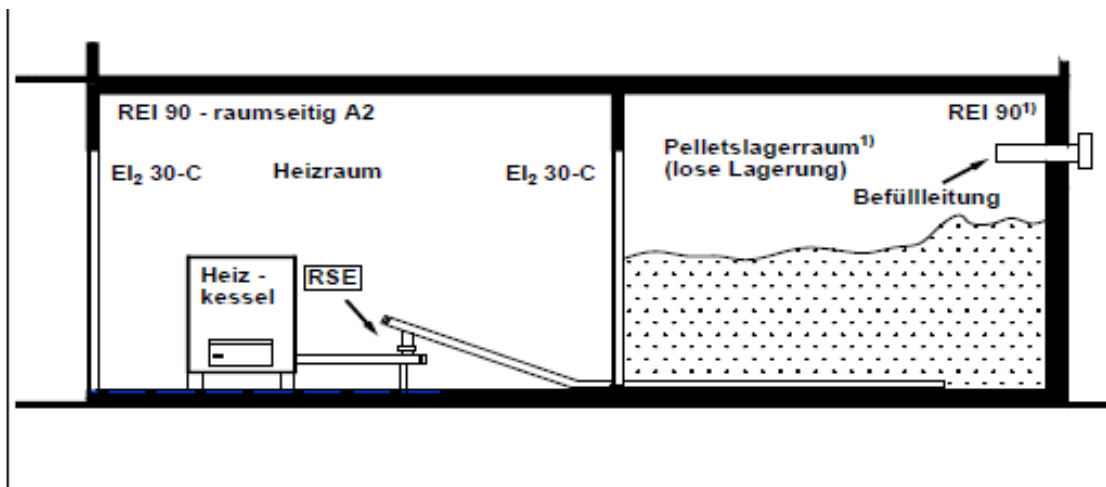 REI 90 - raumseitig A2
REI 90¹⁾
Pelletslagerraum¹⁾
(lose Lagerung)
EI₂ 30-C
Heizraum
EI₂ 30-C
Befüllleitung
Heiz -
kessel
RSE